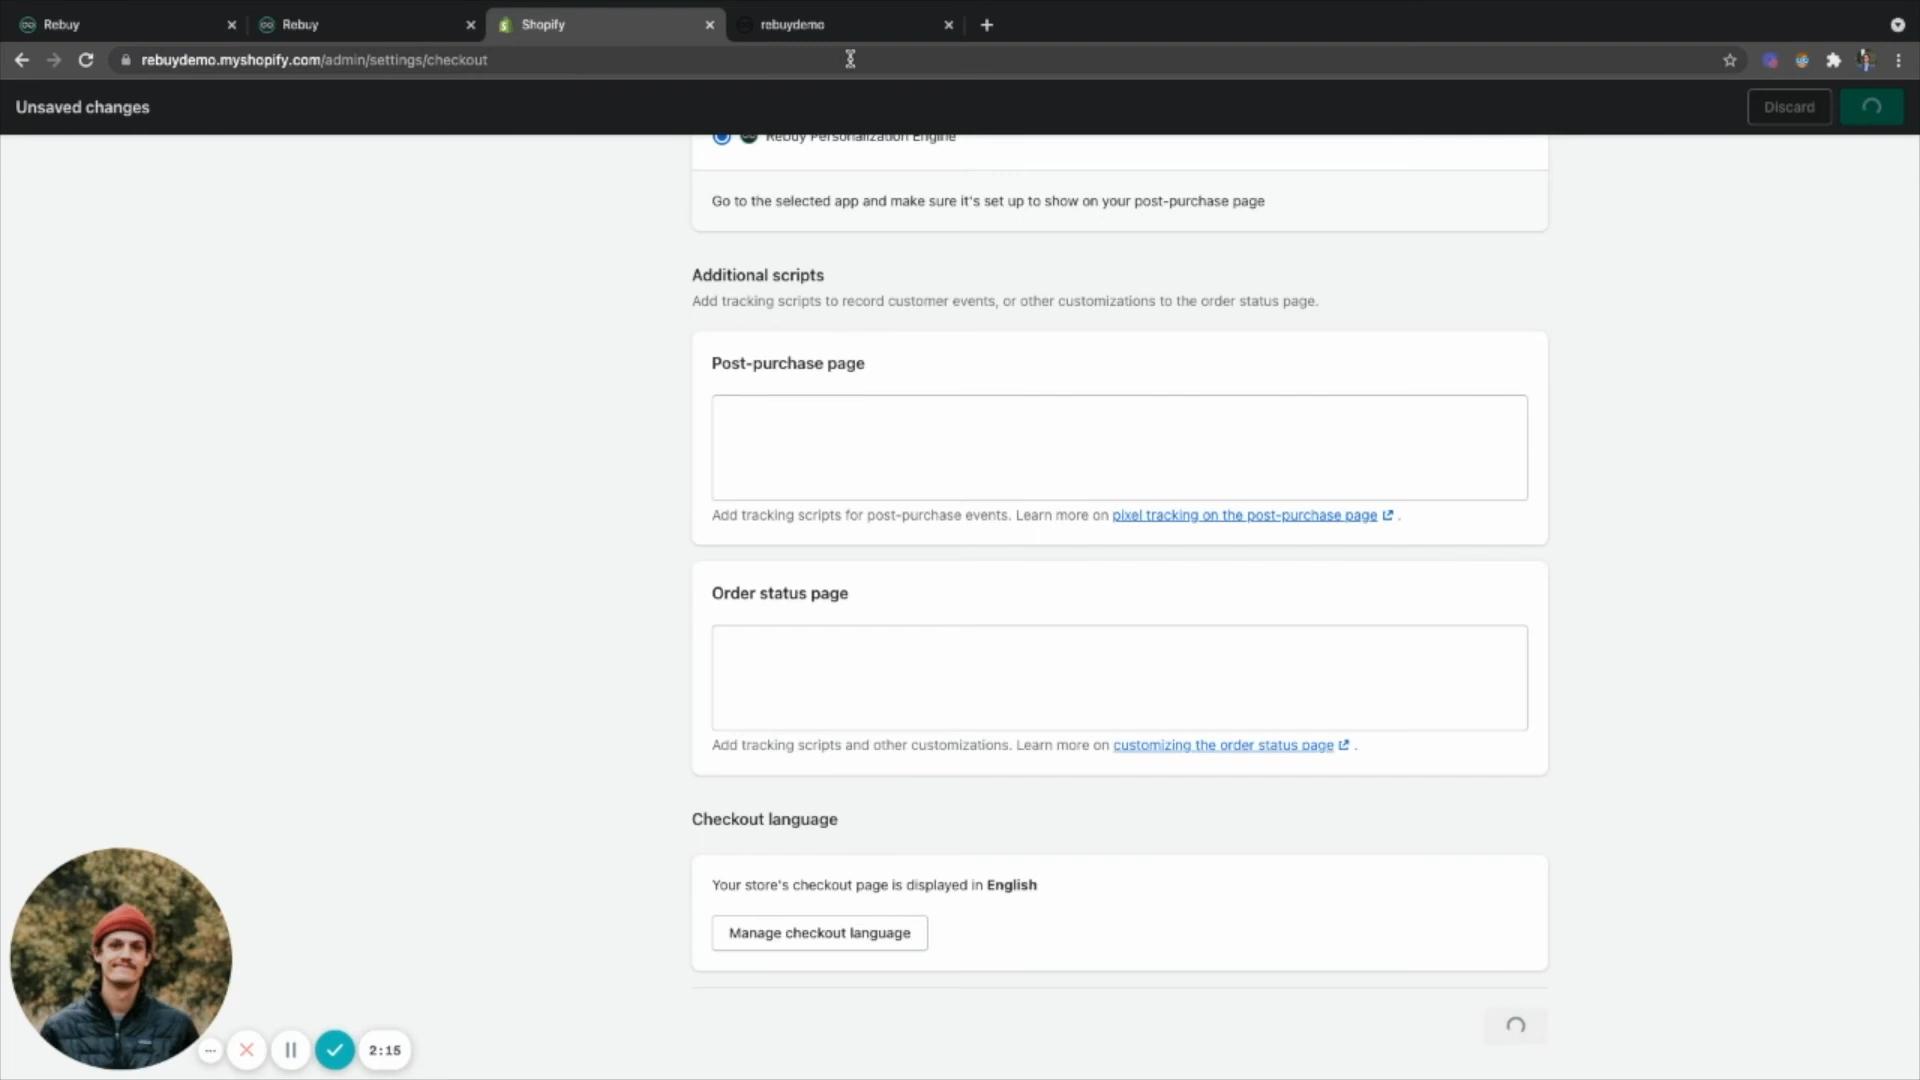 Rebuy
Rebuy
Shopify
rebuydemo
rebuydemo.myshopify.com/admin/settings/checkout
Unsaved changes
Discard
Rebuy Personalization Engine
Go to the selected app and make sure it's set up to show on your post-purchase page
Additional scripts
Add tracking scripts to record customer events, or other customizations to the order status page.
Post-purchase page
Add tracking scripts for post-purchase events. Learn more on pixel tracking on the post-purchase page .
Order status page
Add tracking scripts and other customizations. Learn more on customizing the order status page .
Checkout language
Your store's checkout page is displayed in English
Manage checkout language
2:15